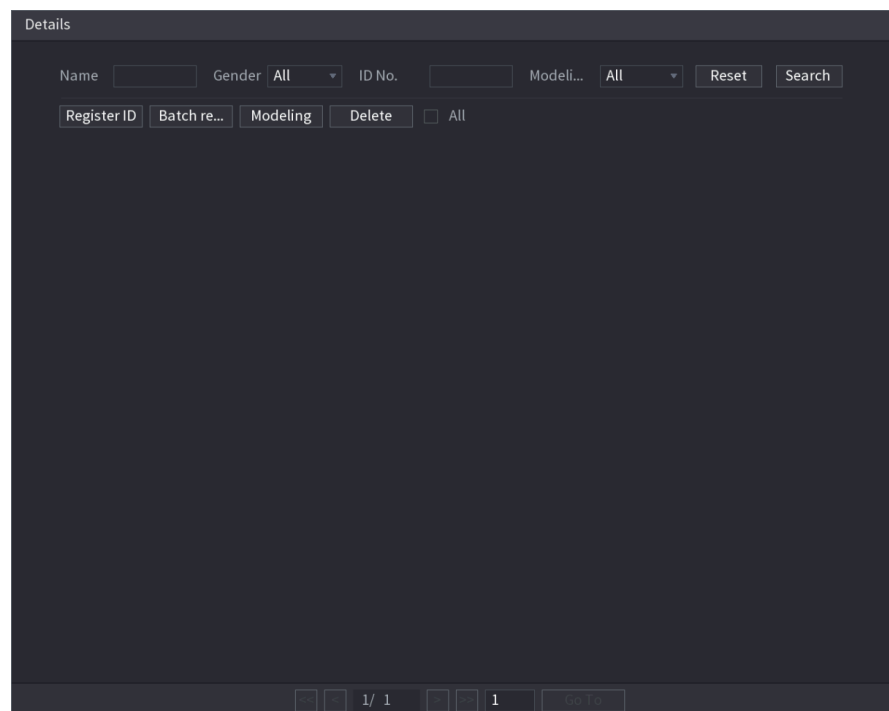 Details
Name Gender All ID No. Modeli... All Reset Search
Register ID Batch re... Modeling Delete All
<< < 1/ 1 > >> 1 Go To